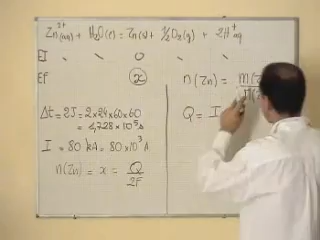 Zn²⁺(aq) + H₂O(l) = Zn(s) + ½O₂(g) + 2H⁺aq
EI \ \ 0 \ \
EF x
n(Zn) = m(Z
Q = I
Δt = 2J = 2×24×60×60
= 1,728×10⁵ s
I = 80 kA = 80×10³ A
n(Zn) = x = Q/2F